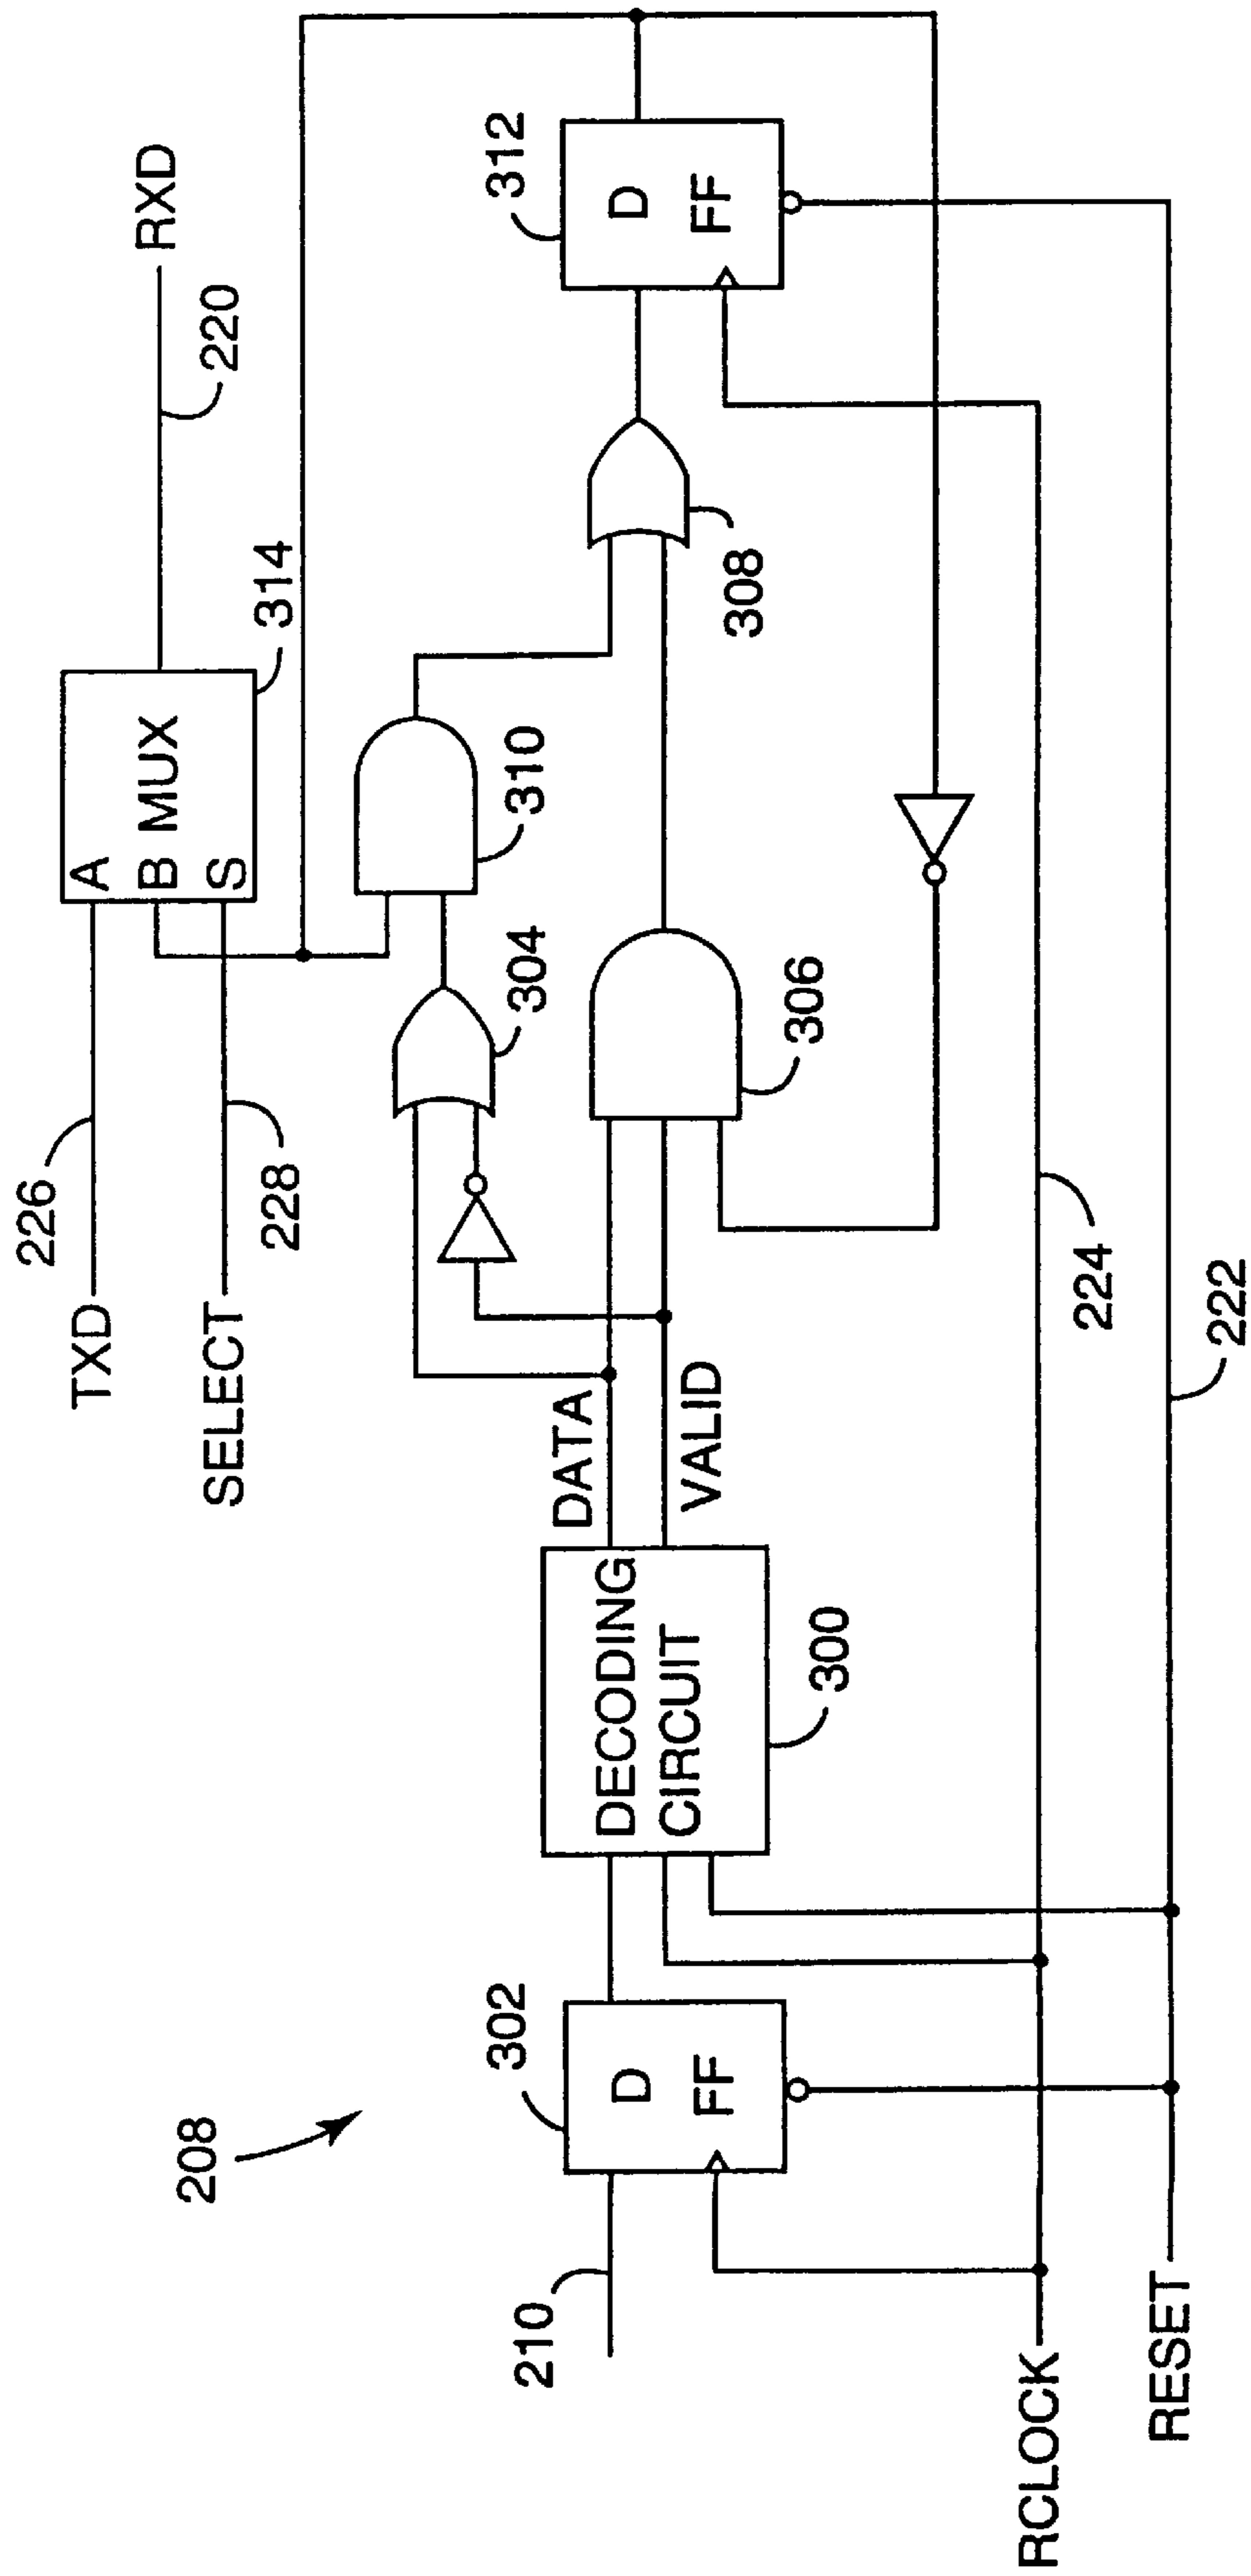 208
TXD
226
SELECT
228
A
B MUX
S
314
220
RXD
304
310
210
302
D
FF
DECODING
CIRCUIT
300
DATA
VALID
306
308
312
D
FF
RCLOCK
224
RESET
222